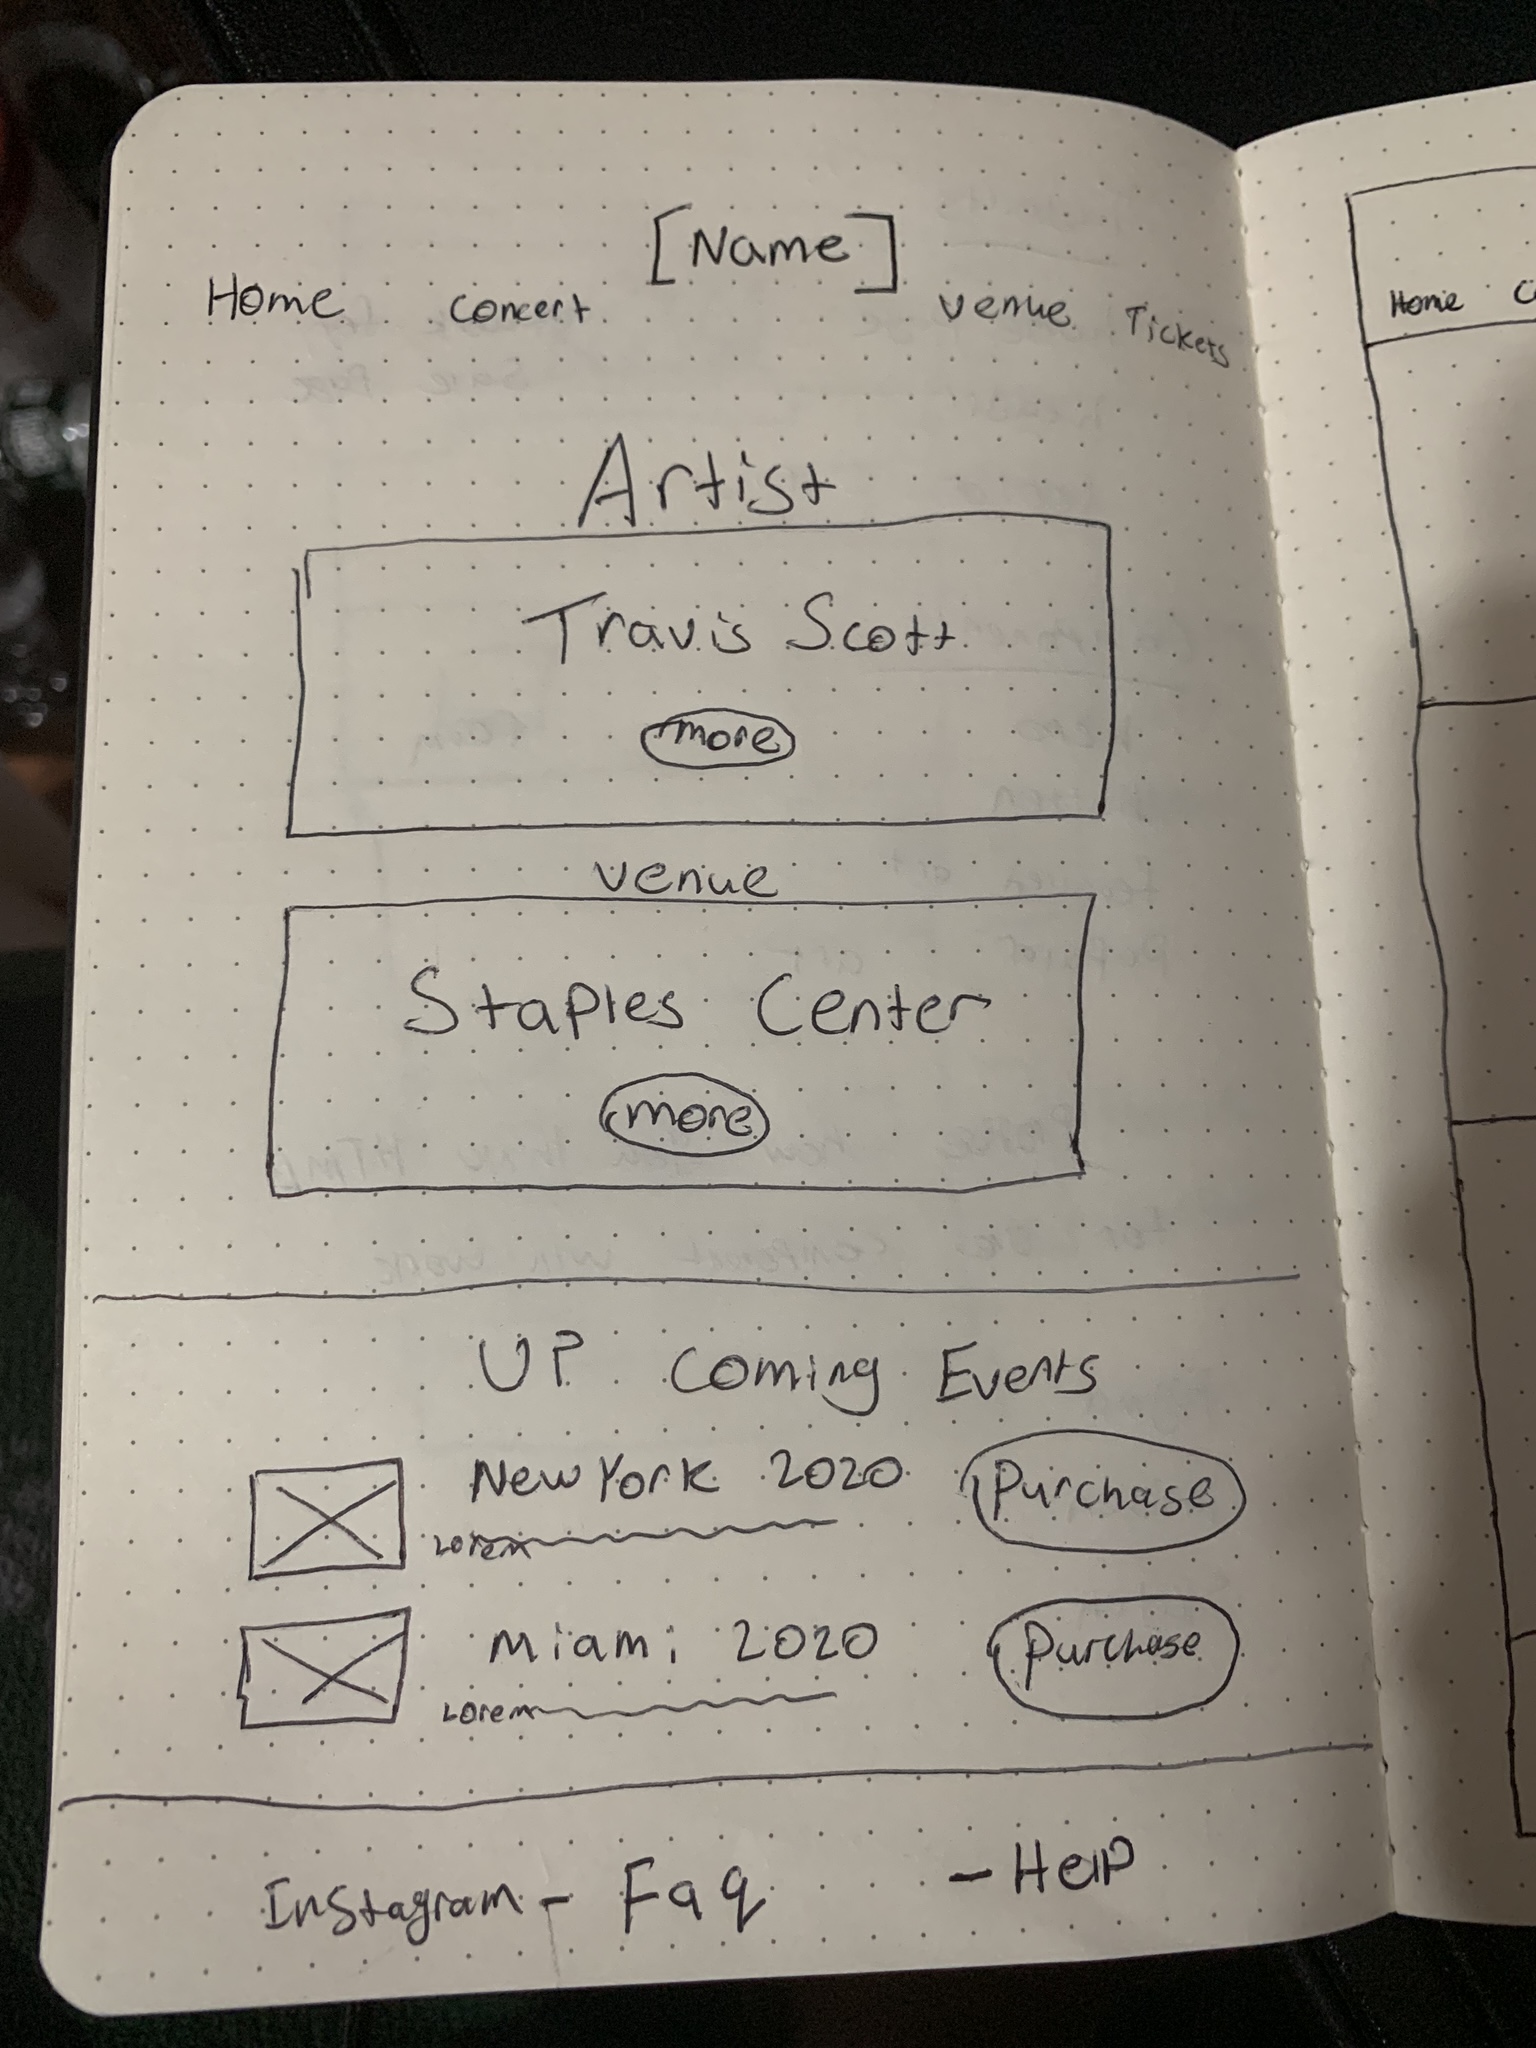 [Name]
Home Concert Venue Tickets
Artist
Travis Scott
more
Venue
Staples Center
more
UP Coming Events
New York 2020 Purchase
Lorem
Miami 2020 Purchase
Lorem
Instagram - Faq - Help
Home